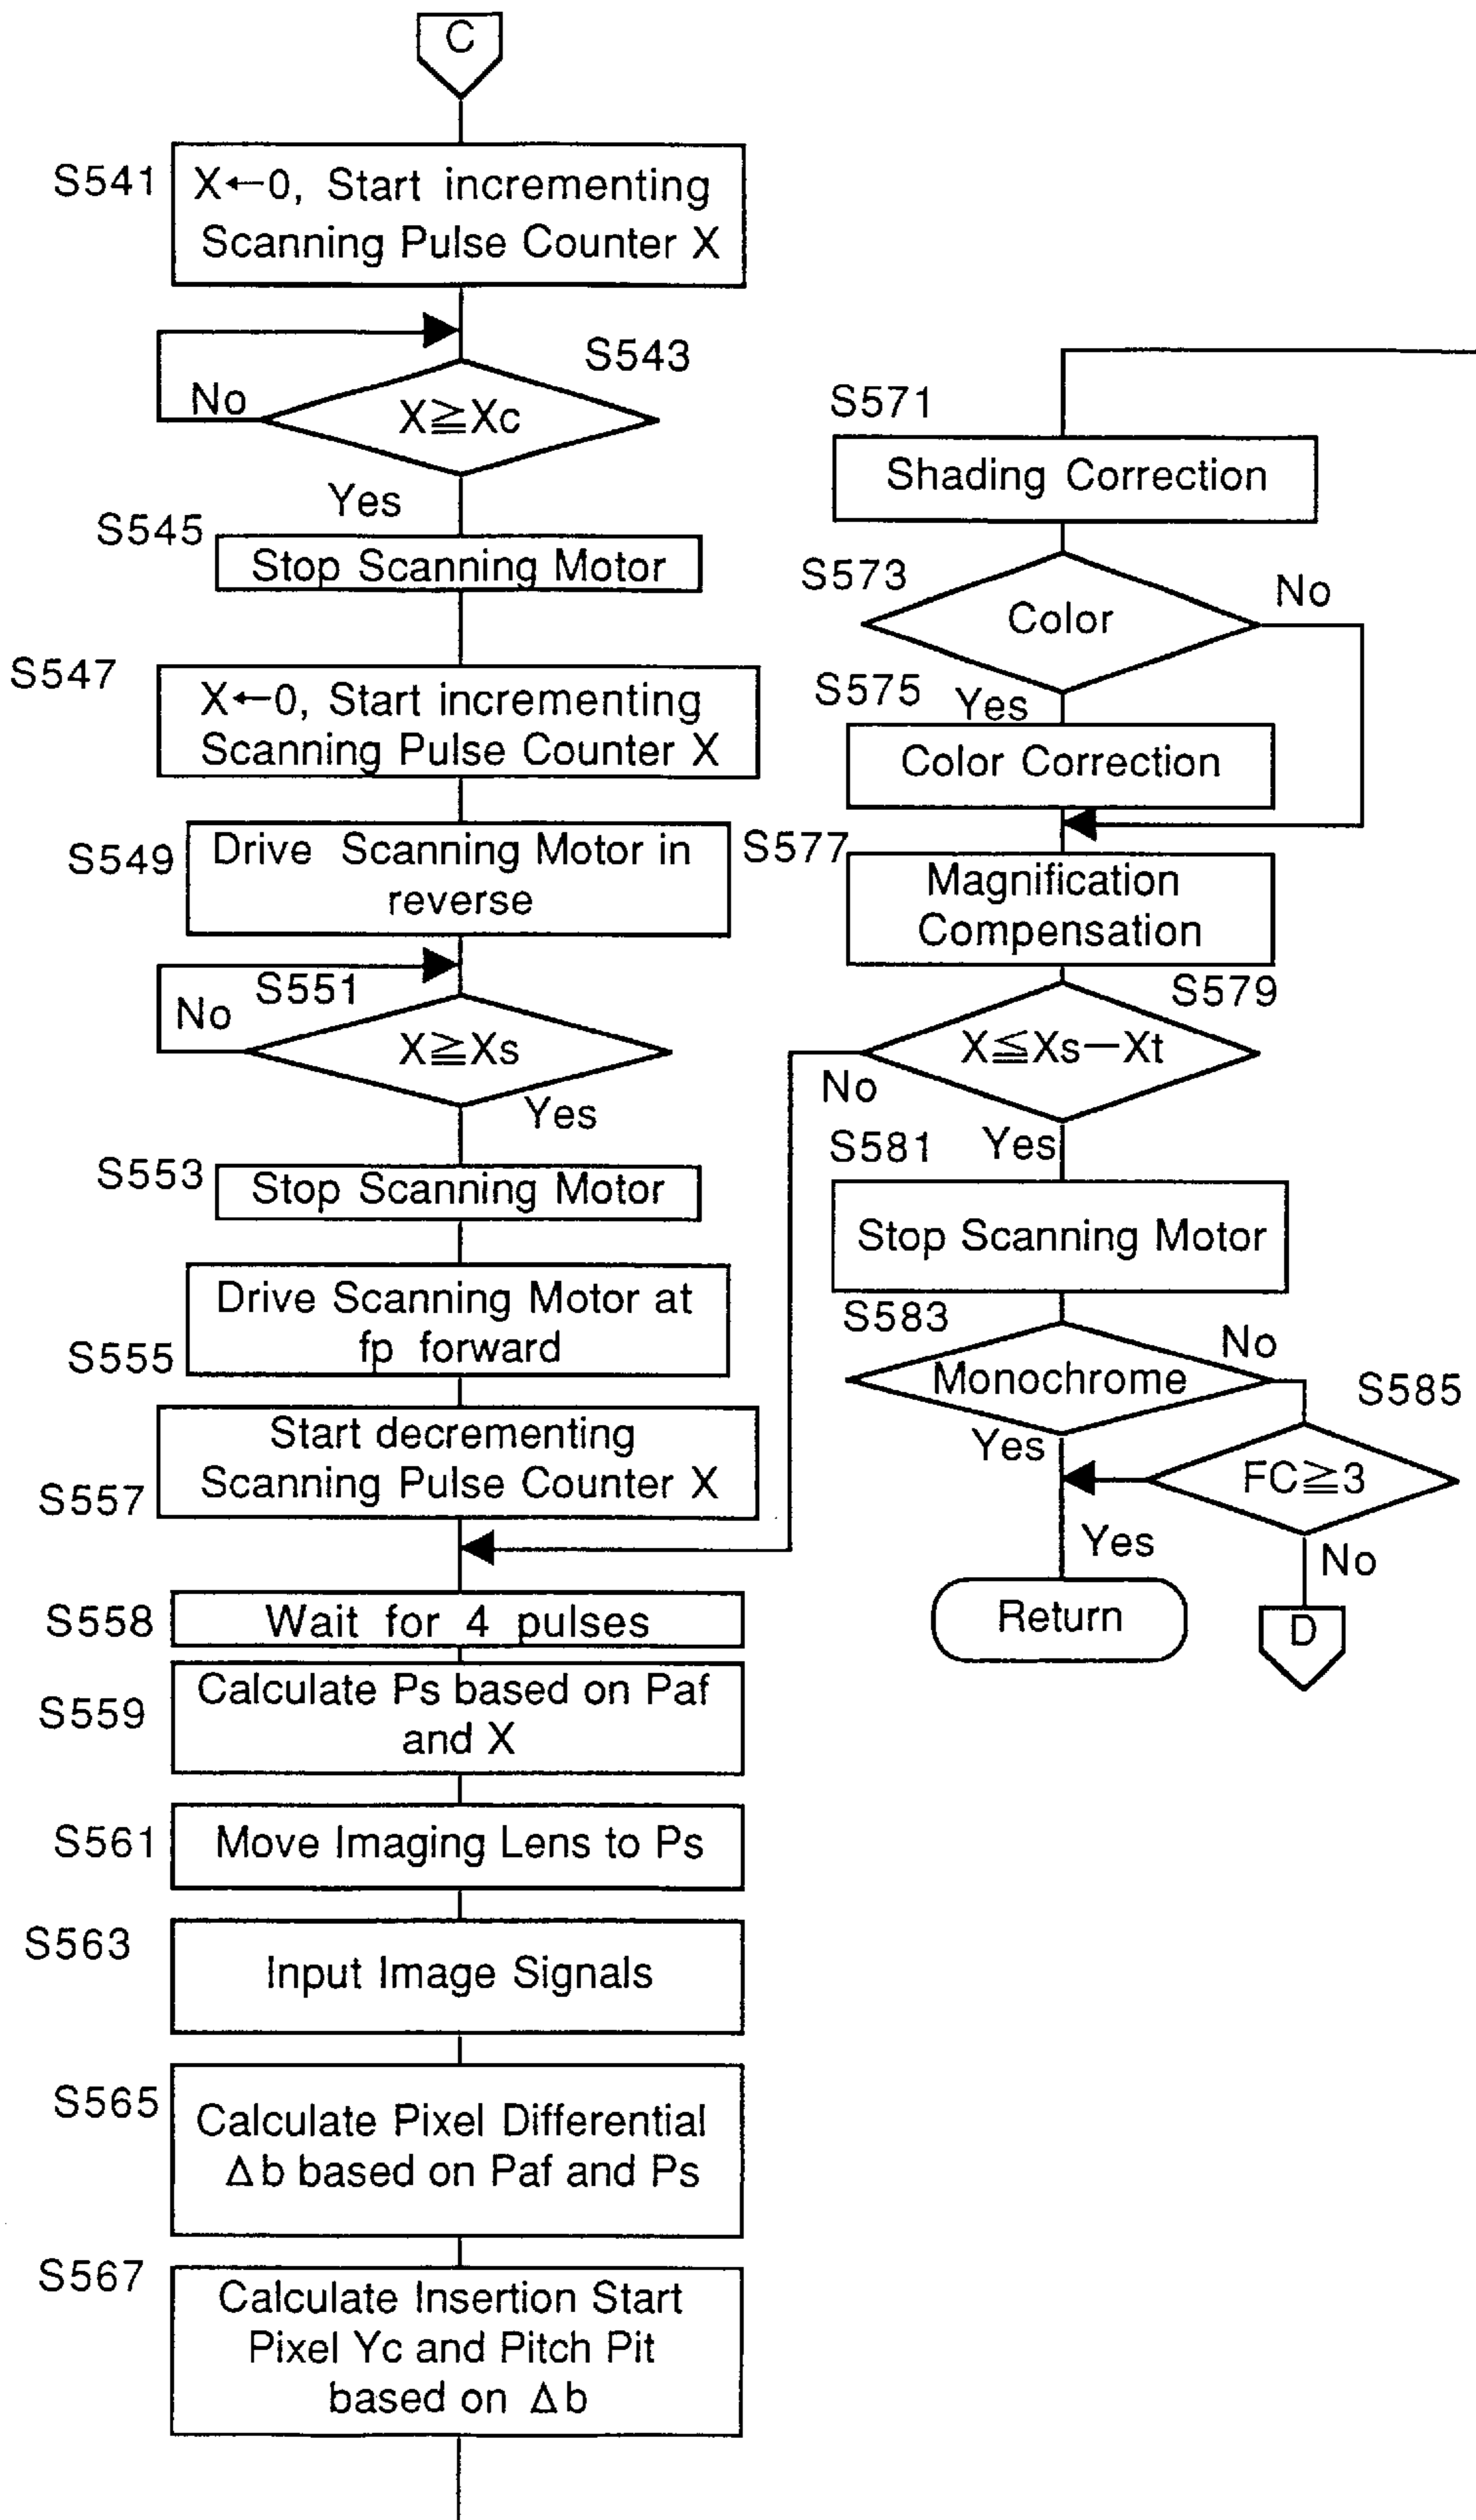 C
S541
X←0, Start incrementing
Scanning Pulse Counter X
S543
No
X≧Xc
Yes
S545
Stop Scanning Motor
S547
X←0, Start incrementing
Scanning Pulse Counter X
S549
Drive Scanning Motor in
reverse
S551
No
X≧Xs
Yes
S553
Stop Scanning Motor
Drive Scanning Motor at
fp forward
S555
Start decrementing
Scanning Pulse Counter X
S557
S558
Wait for 4 pulses
Calculate Ps based on Paf
S559
and X
S561
Move Imaging Lens to Ps
S563
Input Image Signals
S565
Calculate Pixel Differential
Δb based on Paf and Ps
S567
Calculate Insertion Start
Pixel Yc and Pitch Pit
based on Δb
S571
Shading Correction
S573
Color
No
S575
Yes
Color Correction
S577
Magnification
Compensation
S579
X≦Xs−Xt
No
S581
Yes
Stop Scanning Motor
S583
No
Monochrome
S585
Yes
FC≧3
Yes
No
Return
D